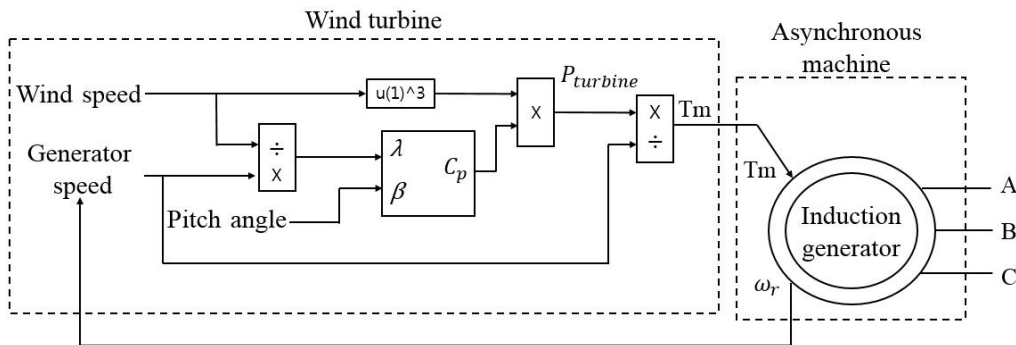 Wind turbine
Asynchronous
machine
Wind speed
u(1)^3
X
P_turbine
X
÷
Tm
Generator
speed
÷
X
λ
β
C_p
Pitch angle
Tm
Induction
generator
ω_r
A
B
C